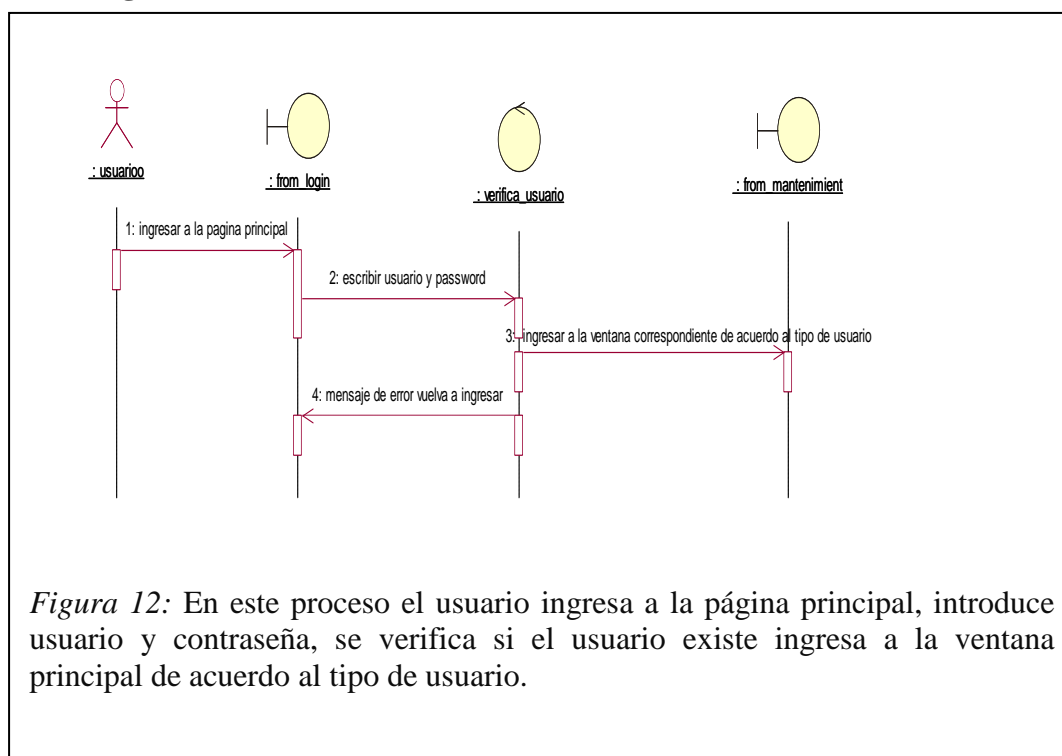 : usuarioo
: from_login
: verifica_usuario
: from_mantenimient
1: ingresar a la pagina principal
2: escribir usuario y password
3: ingresar a la ventana correspondiente de acuerdo al tipo de usuario
4: mensaje de error vuelva a ingresar
Figura 12: En este proceso el usuario ingresa a la página principal, introduce
usuario y contraseña, se verifica si el usuario existe ingresa a la ventana
principal de acuerdo al tipo de usuario.